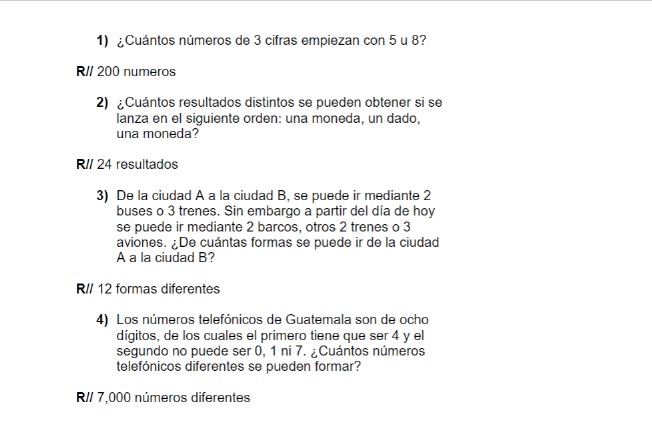 1) ¿Cuántos números de 3 cifras empiezan con 5 u 8?
R// 200 numeros
2) ¿Cuántos resultados distintos se pueden obtener si se
lanza en el siguiente orden: una moneda, un dado,
una moneda?
R// 24 resultados
3) De la ciudad A a la ciudad B, se puede ir mediante 2
buses o 3 trenes. Sin embargo a partir del día de hoy
se puede ir mediante 2 barcos, otros 2 trenes o 3
aviones. ¿De cuántas formas se puede ir de la ciudad
A a la ciudad B?
R// 12 formas diferentes
4) Los números telefónicos de Guatemala son de ocho
dígitos, de los cuales el primero tiene que ser 4 y el
segundo no puede ser 0, 1 ni 7. ¿Cuántos números
telefónicos diferentes se pueden formar?
R// 7,000 números diferentes